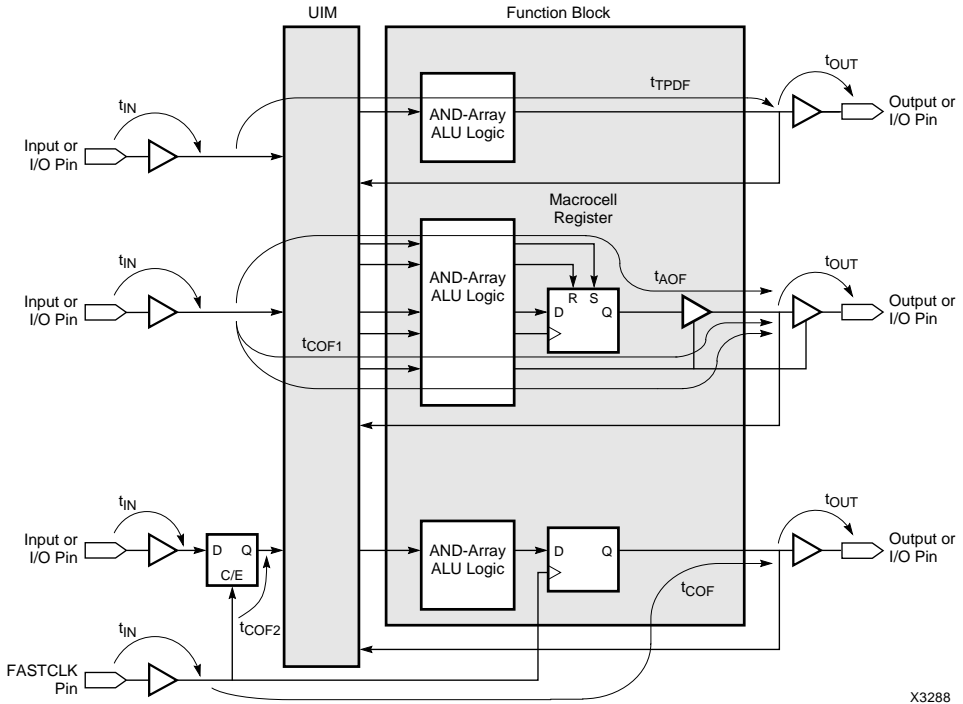 UIM
Function Block
tIN
Input or
I/O Pin
AND-Array
ALU Logic
tTPDF
tOUT
Output or
I/O Pin
Macrocell
Register
tIN
Input or
I/O Pin
tCOF1
AND-Array
ALU Logic
R S
D Q
tAOF
tOUT
Output or
I/O Pin
tIN
Input or
I/O Pin
D Q
C/E
tCOF2
AND-Array
ALU Logic
D Q
tCOF
tOUT
Output or
I/O Pin
tIN
FASTCLK
Pin
X3288